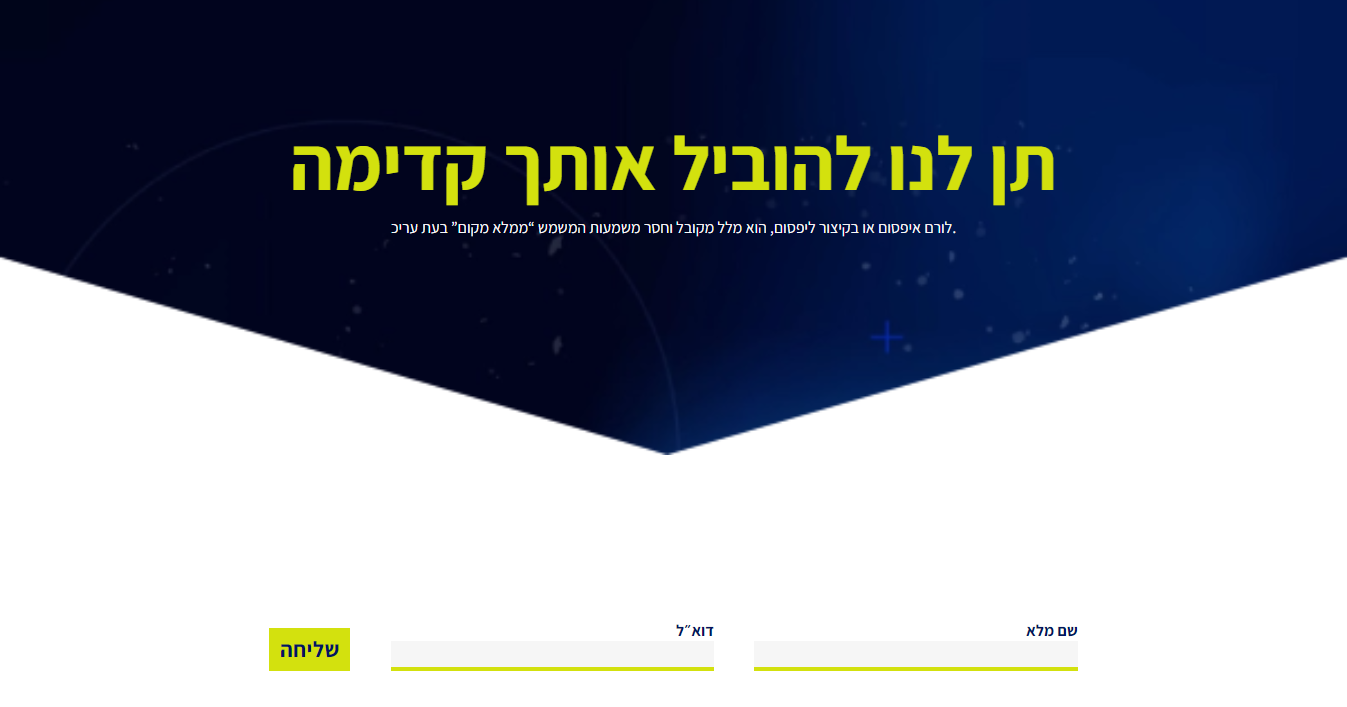 תן לנו להוביל אותך קדימה
לורם איפסום או בקיצור ליפסום, הוא מלל מקובל וחסר משמעות המשמש “ממלא מקום” בעת עריכ.
שם מלא
דוא״ל
שליחה